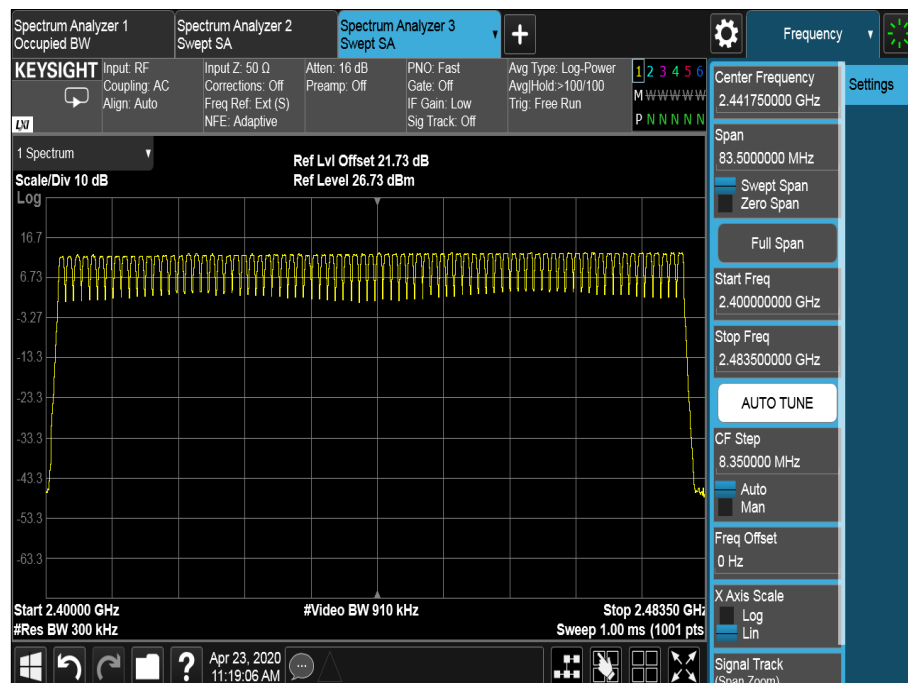 Spectrum Analyzer 1
Occupied BW
Spectrum Analyzer 2
Swept SA
Spectrum Analyzer 3
Swept SA
Frequency
KEYSIGHT
LXI
Input: RF
Coupling: AC
Align: Auto
Input Z: 50 Ω
Corrections: Off
Freq Ref: Ext (S)
NFE: Adaptive
Atten: 16 dB
Preamp: Off
PNO: Fast
Gate: Off
IF Gain: Low
Sig Track: Off
Avg Type: Log-Power
Avg|Hold:>100/100
Trig: Free Run
1 2 3 4 5 6
M W W W W W
P N N N N N
1 Spectrum
Scale/Div 10 dB
Log
Ref Lvl Offset 21.73 dB
Ref Level 26.73 dBm
16.7
6.73
-3.27
-13.3
-23.3
-33.3
-43.3
-53.3
-63.3
Start 2.40000 GHz
#Res BW 300 kHz
#Video BW 910 kHz
Stop 2.48350 GHz
Sweep 1.00 ms (1001 pts
Center Frequency
2.441750000 GHz
Span
83.5000000 MHz
Swept Span
Zero Span
Full Span
Start Freq
2.400000000 GHz
Stop Freq
2.483500000 GHz
AUTO TUNE
CF Step
8.350000 MHz
Auto
Man
Freq Offset
0 Hz
X Axis Scale
Log
Lin
Signal Track
(Span Zoom)
Settings
?
Apr 23, 2020
11:19:06 AM